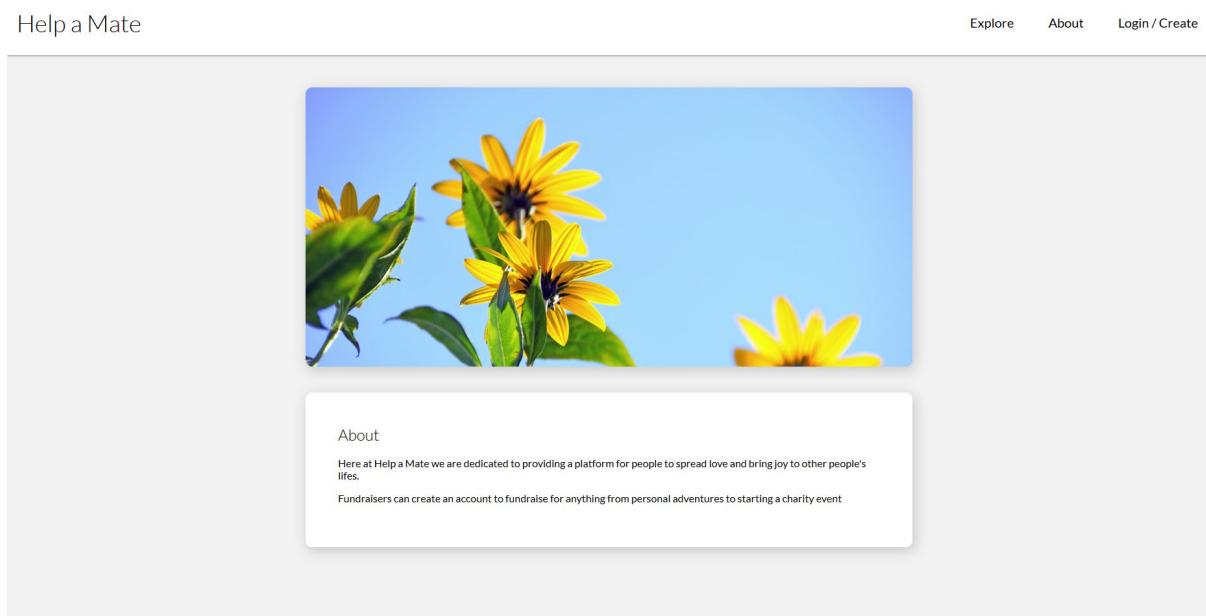 Help a Mate
Explore
About
Login / Create
About
Here at Help a Mate we are dedicated to providing a platform for people to spread love and bring joy to other people's
lifes.
Fundraisers can create an account to fundraise for anything from personal adventures to starting a charity event